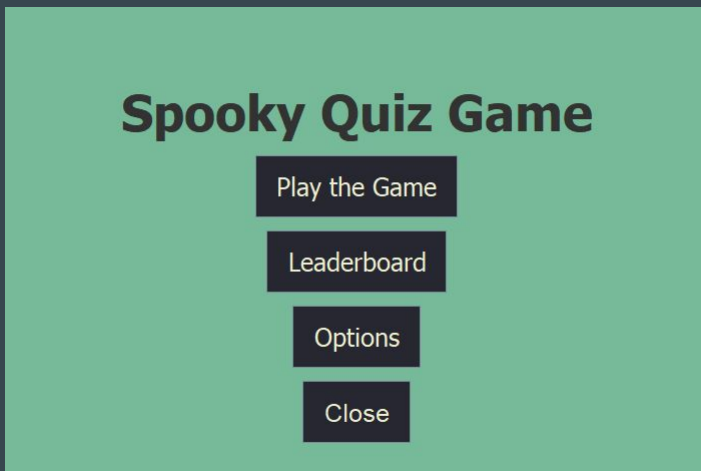 Spooky Quiz Game
Play the Game
Leaderboard
Options
Close